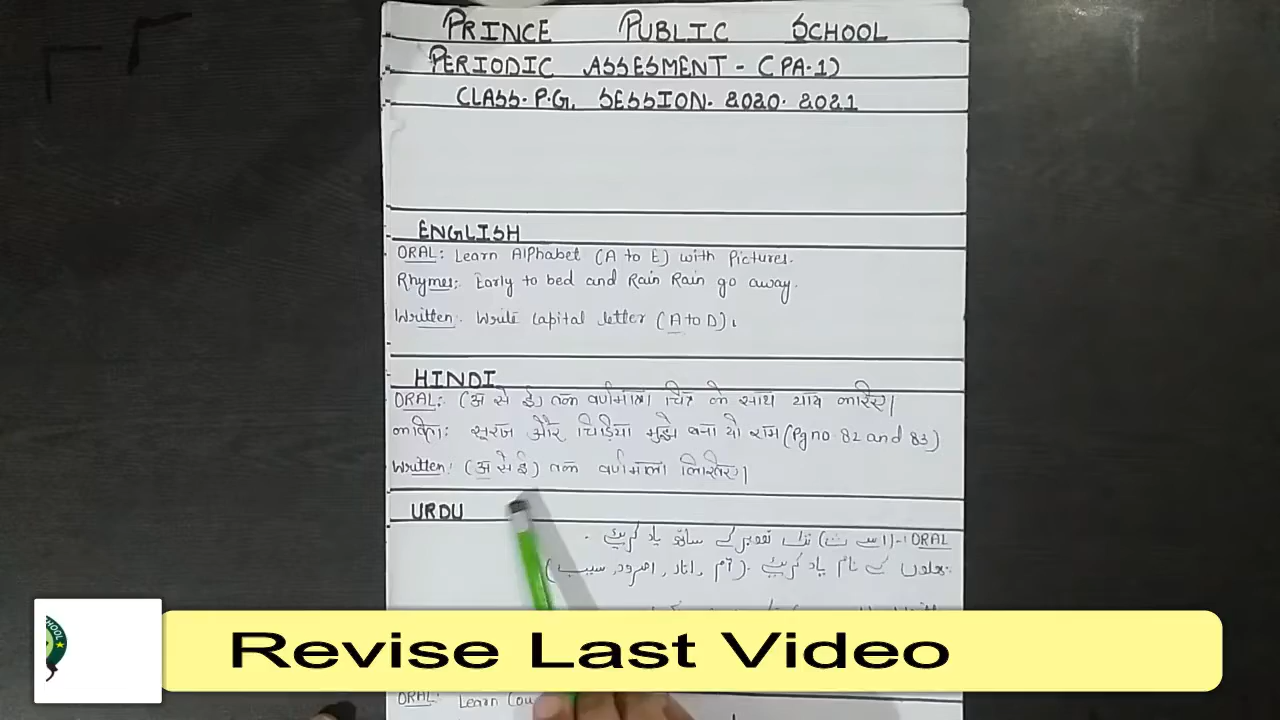 PRINCE PUBLIC SCHOOL
PERIODIC ASSESMENT - (PA-1)
CLASS. P.G. SESSION. 2020. 2021
ENGLISH
ORAL: Learn Alphabet (A to E) with Pictures.
Rhymes: Early to bed and Rain Rain go away.
Written: Write capital letter (A to D).
HINDI
ORAL: (अ से ई) तक वर्णमाला चित्र के साथ याद करिए।
कविता: सूरज और चिड़िया मुझे बना दो राम (Pg no. 82 and 83)
Written: (अ से ई) तक वर्णमाला लिखिए।
URDU
ORAL:- (ا سے ث) تک تصویر کے ساتھ یاد کریئے -
پھلوں کے نام یاد کریئے - (آم, انار, امرود, سیب)
Revise Last Video
ORAL: Learn